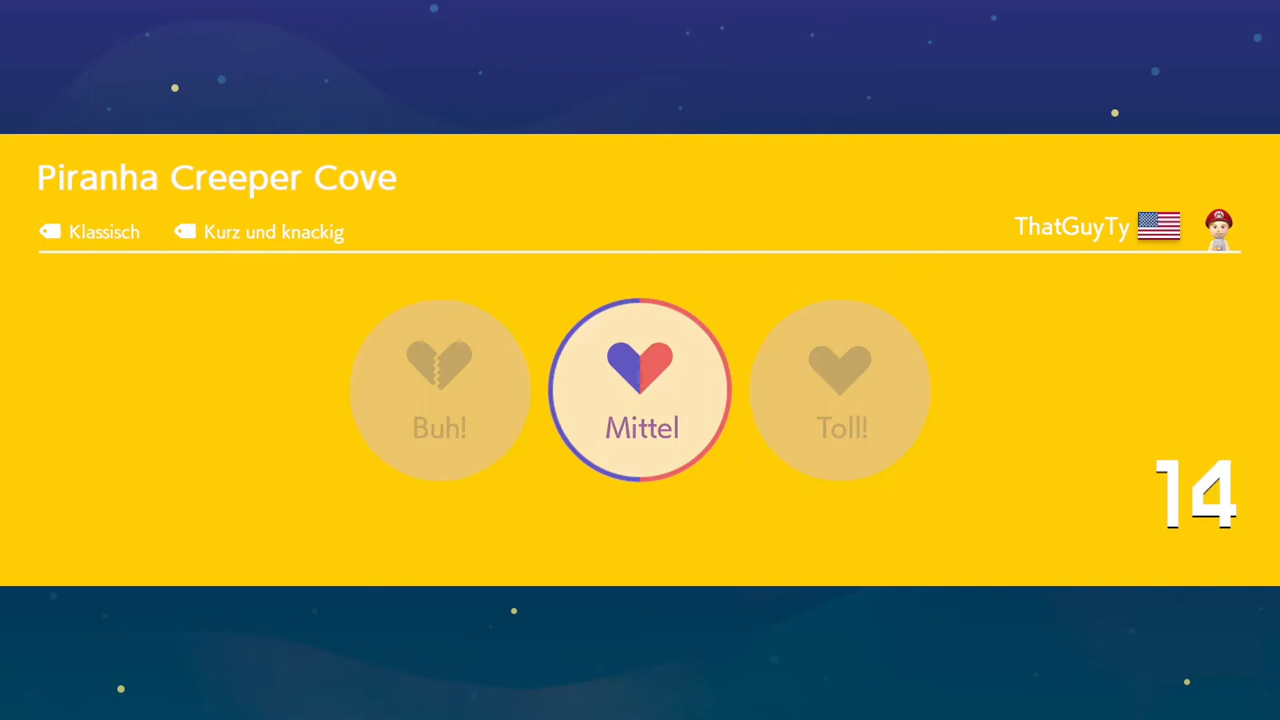 Piranha Creeper Cove
Klassisch Kurz und knackig
ThatGuyTy
Buh! Mittel Toll!
14